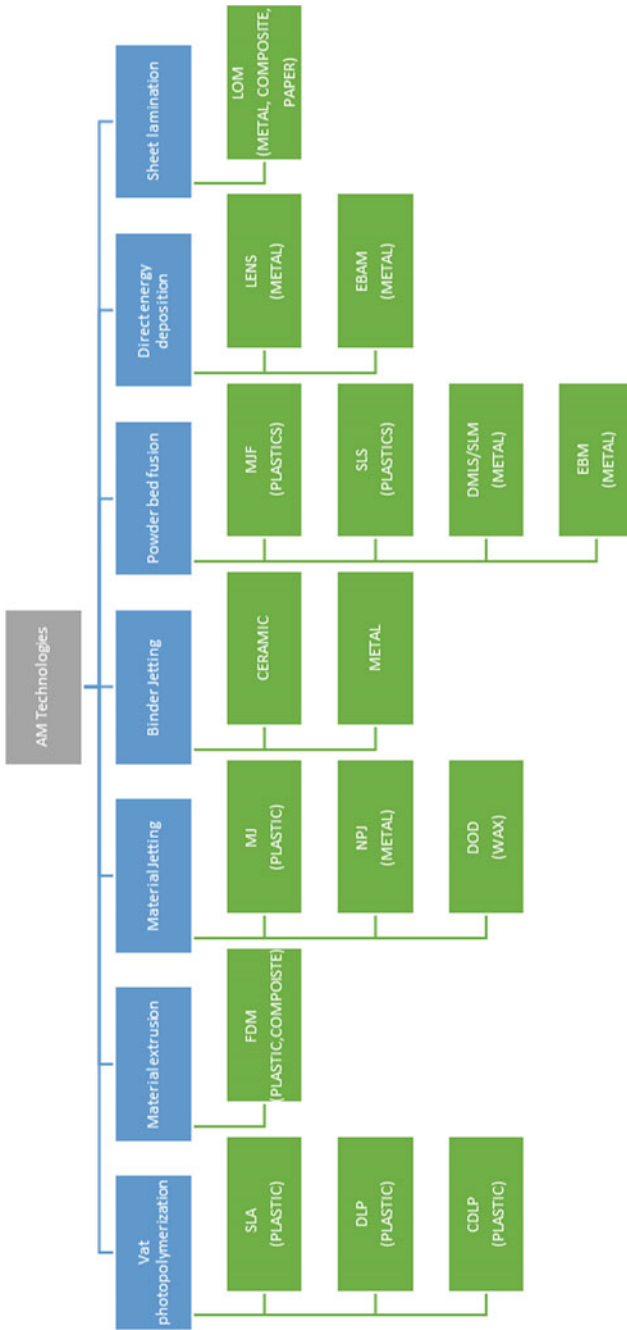 AM Technologies
Vat
photopolymerization
SLA
(PLASTIC)
DLP
(PLASTIC)
CDLP
(PLASTIC)
Material extrusion
FDM
(PLASTIC,COMPOISTE)
Material Jetting
MJ
(PLASTIC)
NPJ
(METAL)
DOD
(WAX)
Binder Jetting
CERAMIC
METAL
Powder bed fusion
MJF
(PLASTICS)
SLS
(PLASTICS)
DMLS/SLM
(METAL)
EBM
(METAL)
Direct energy
deposition
LENS
(METAL)
EBAM
(METAL)
Sheet lamination
LOM
(METAL, COMPOSITE,
PAPER)